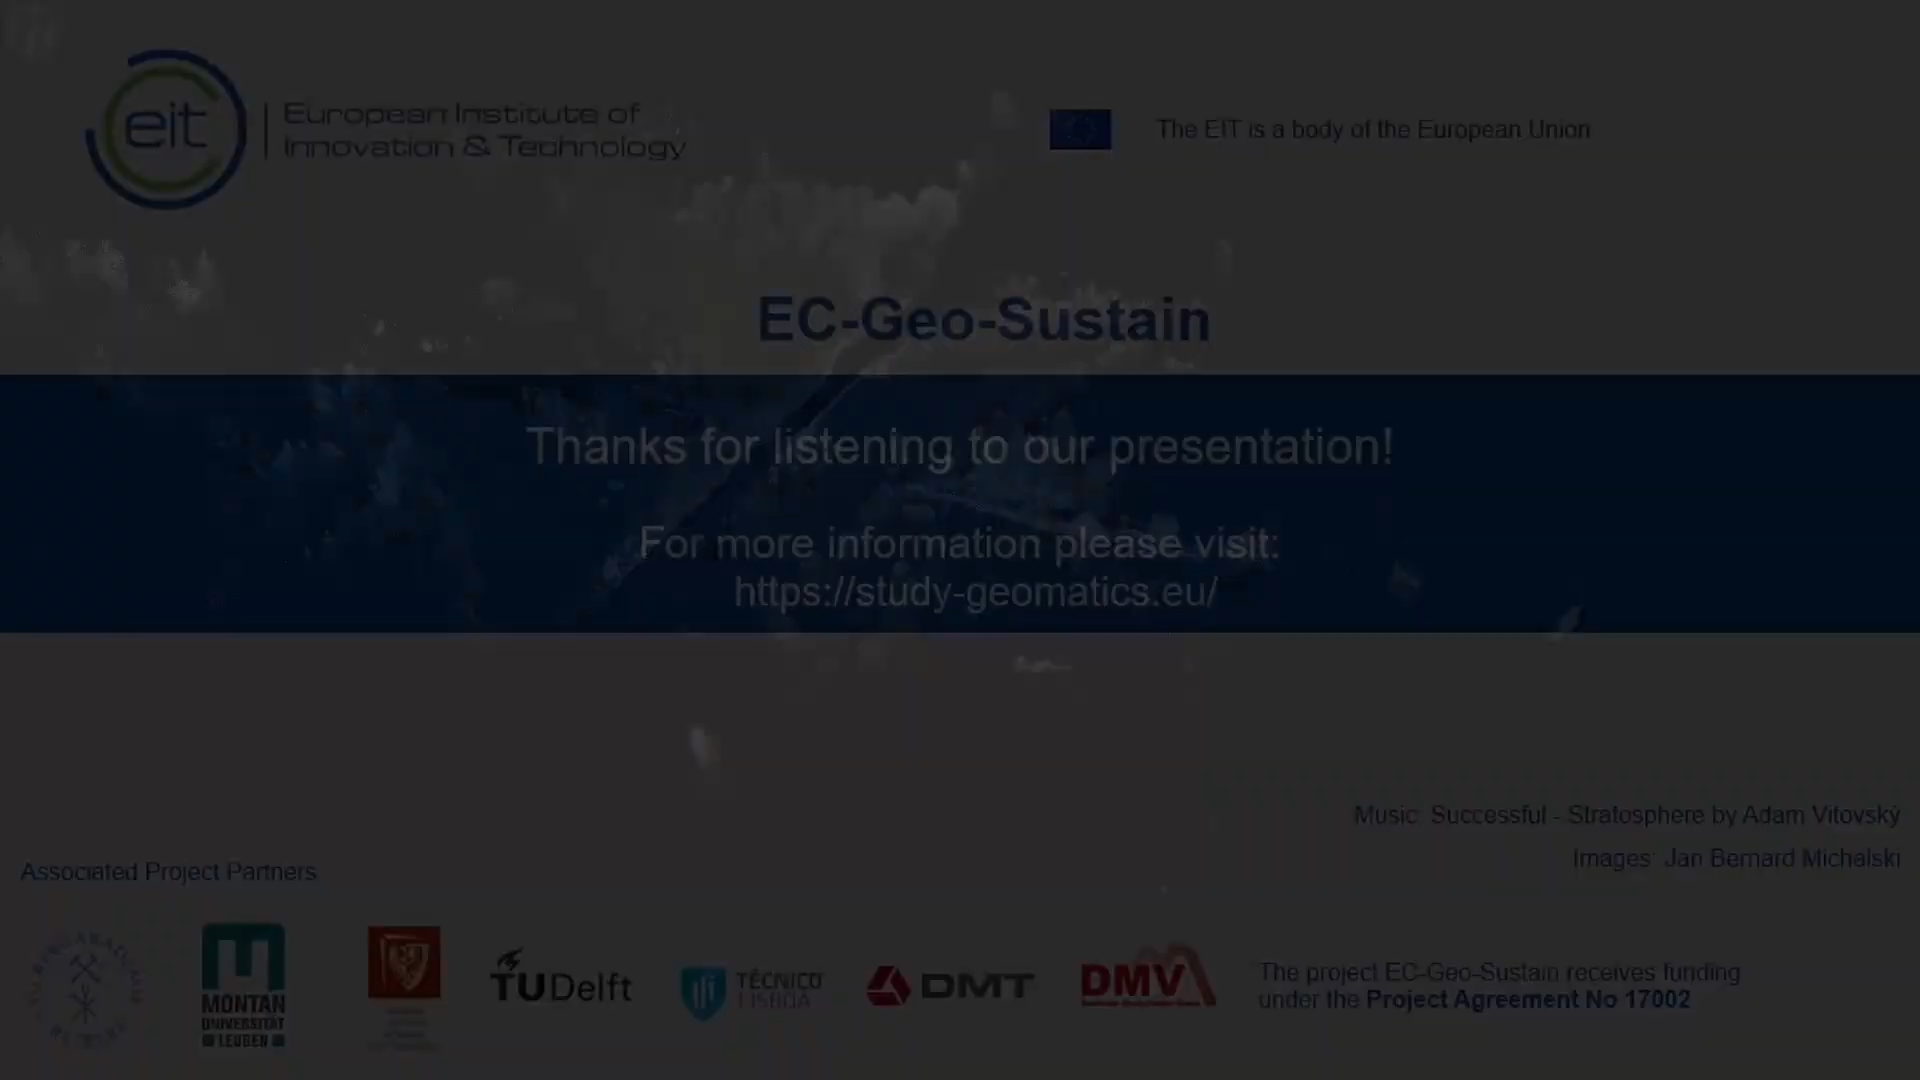 eit
European Institute of
Innovation & Technology
The EIT is a body of the European Union
EC-Geo-Sustain
Thanks for listening to our presentation!
For more information please visit:
https://study-geomatics.eu/
Music: Successful - Stratosphere by Adam Vitovský
Images: Jan Bernard Michalski
Associated Project Partners
MONTAN
UNIVERSITÄT
LEOBEN
TUDelft
TÉCNICO
LISBOA
DMT
DMV
The project EC-Geo-Sustain receives funding
under the Project Agreement No 17002